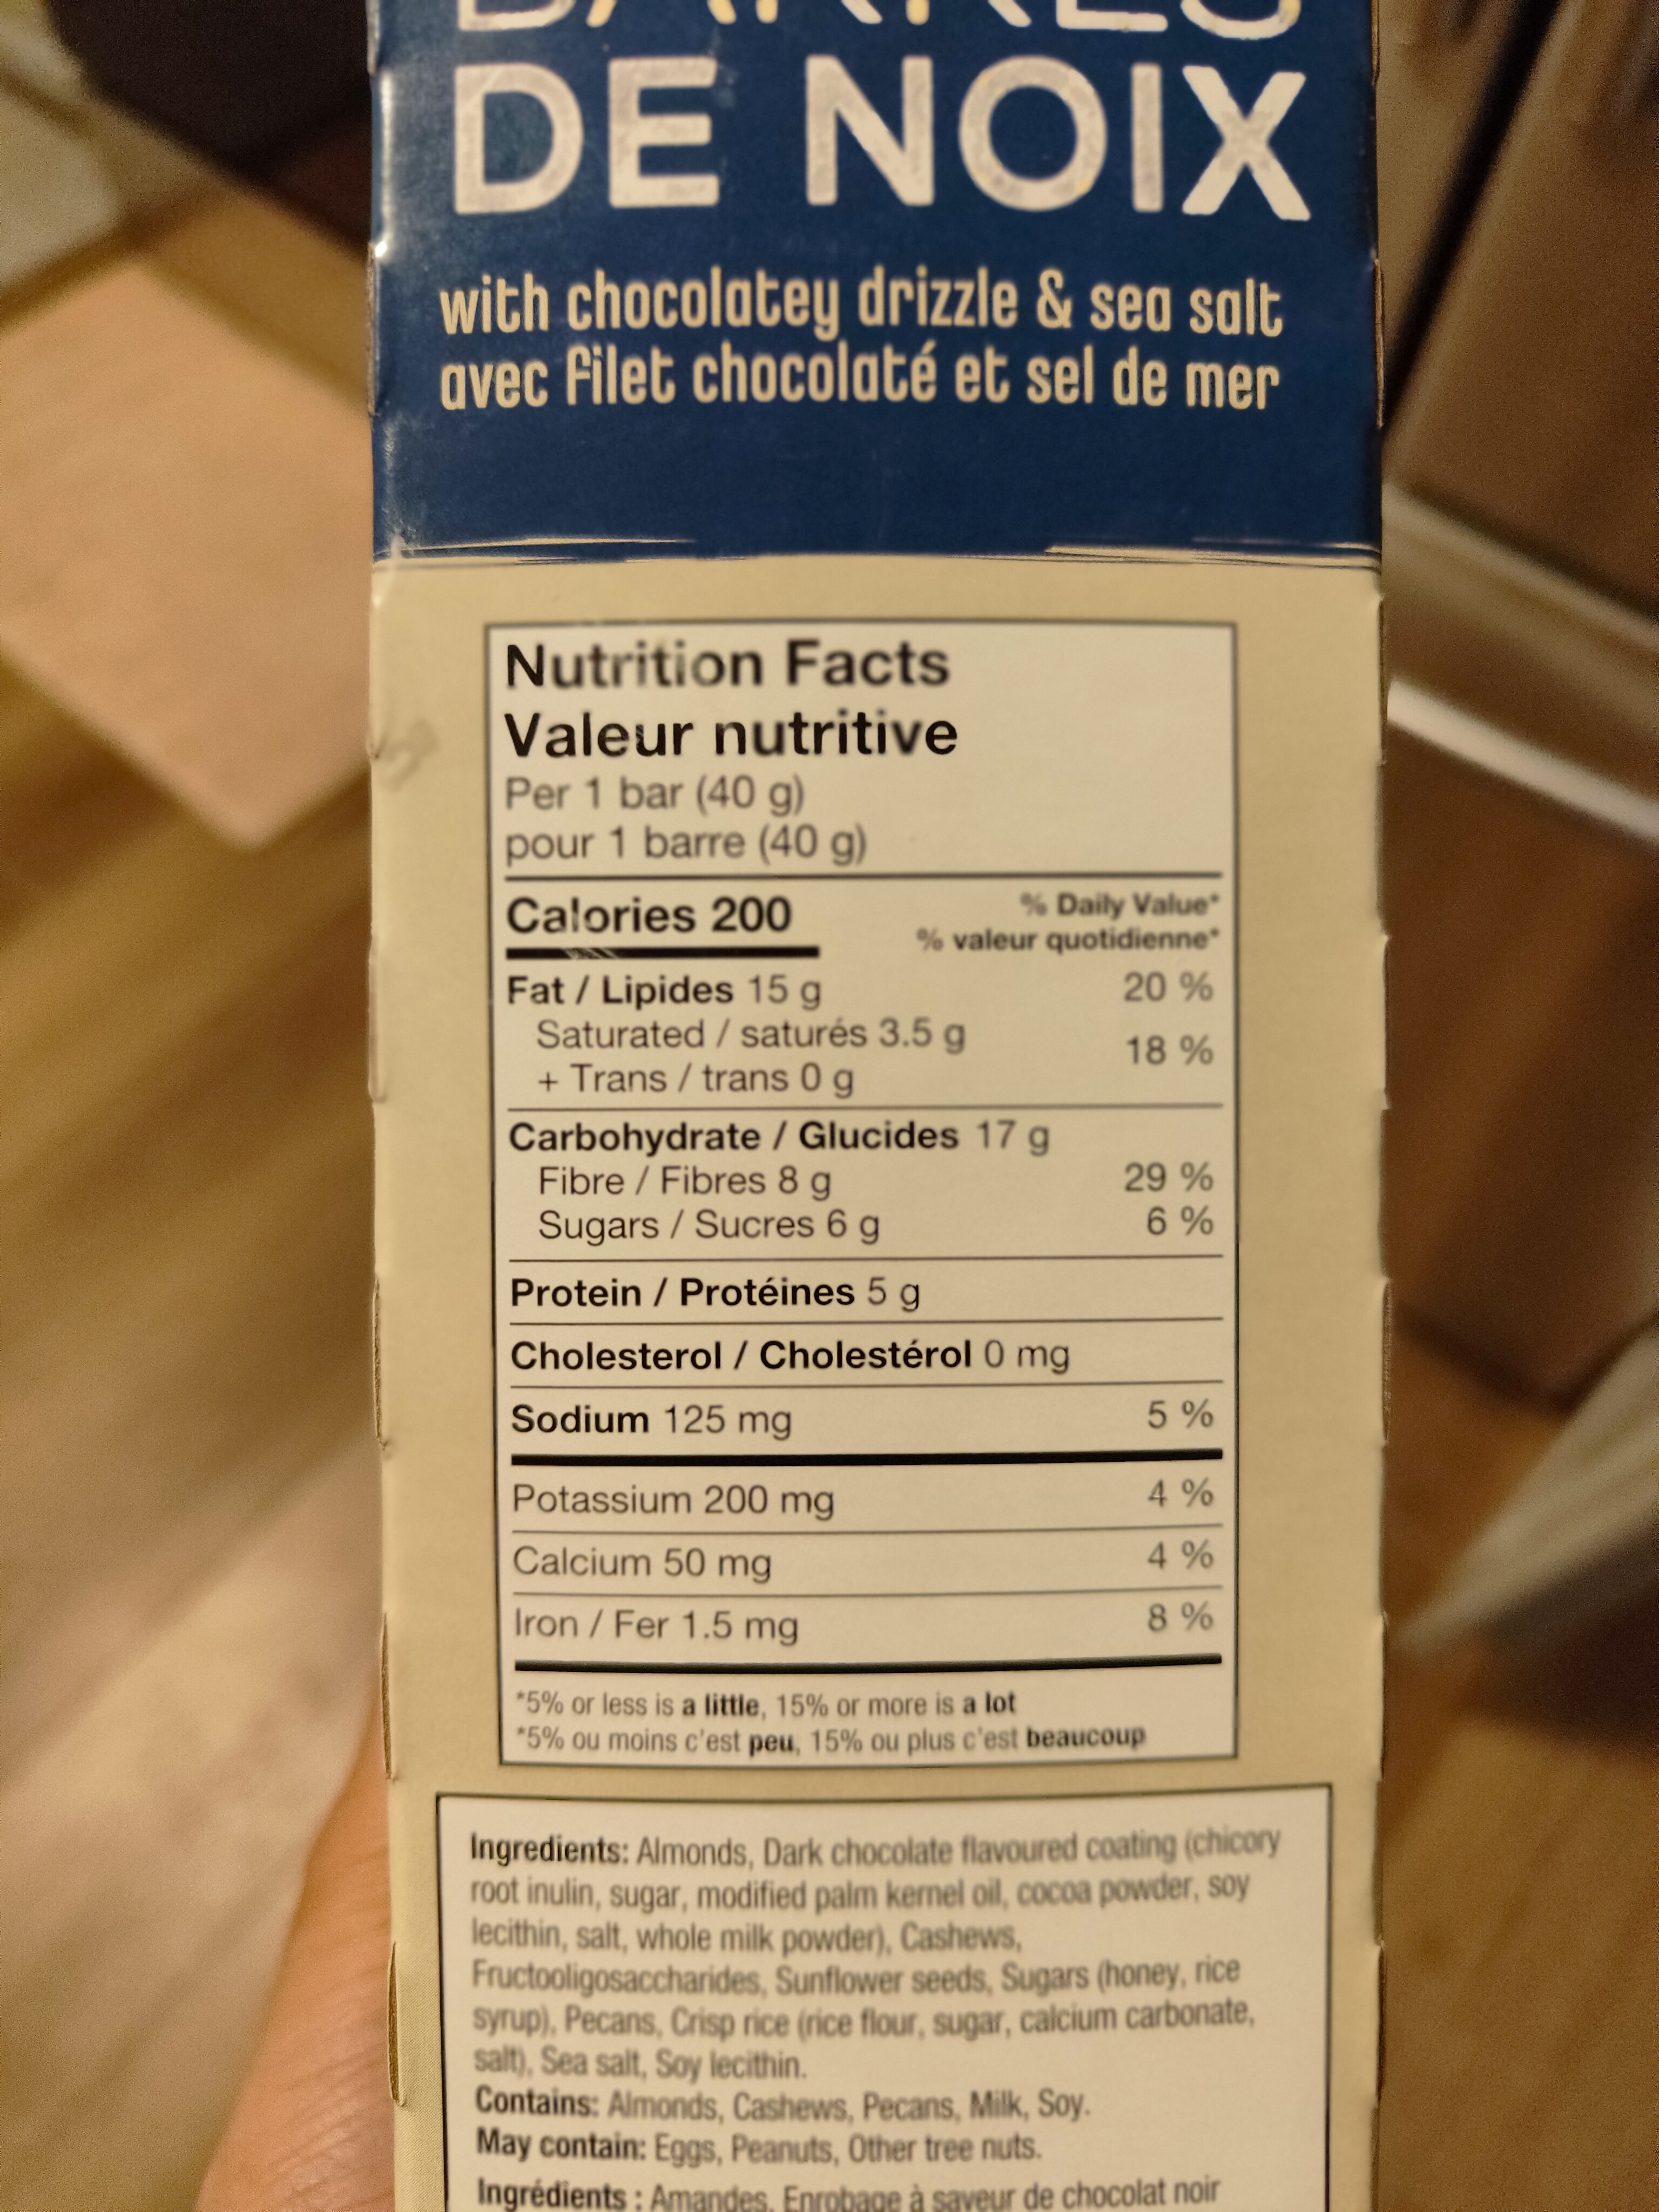 BARRES
DE NOIX
with chocolatey drizzle & sea salt
avec filet chocolaté et sel de mer
Nutrition Facts
Valeur nutritive
Per 1 bar (40 g)
pour 1 barre (40 g)
Calories 200
% Daily Value*
% valeur quotidienne*
Fat / Lipides 15 g 20 %
Saturated / saturés 3.5 g
+ Trans / trans 0 g 18 %
Carbohydrate / Glucides 17 g
Fibre / Fibres 8 g 29 %
Sugars / Sucres 6 g 6 %
Protein / Protéines 5 g
Cholesterol / Cholestérol 0 mg
Sodium 125 mg 5 %
Potassium 200 mg 4 %
Calcium 50 mg 4 %
Iron / Fer 1.5 mg 8 %
*5% or less is a little, 15% or more is a lot
*5% ou moins c'est peu, 15% ou plus c'est beaucoup
Ingredients: Almonds, Dark chocolate flavoured coating (chicory
root inulin, sugar, modified palm kernel oil, cocoa powder, soy
lecithin, salt, whole milk powder), Cashews,
Fructooligosaccharides, Sunflower seeds, Sugars (honey, rice
syrup), Pecans, Crisp rice (rice flour, sugar, calcium carbonate,
salt), Sea salt, Soy lecithin.
Contains: Almonds, Cashews, Pecans, Milk, Soy.
May contain: Eggs, Peanuts, Other tree nuts.
Ingrédients : Amandes, Enrobage à saveur de chocolat noir